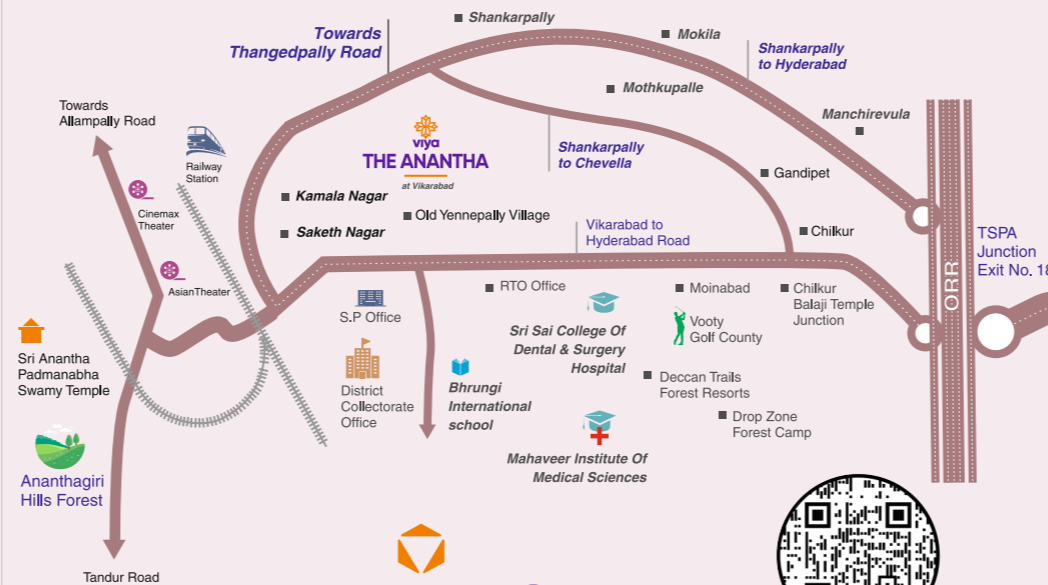 Shankarpally
Towards
Thangedpally Road
Mokila
Shankarpally
to Hyderabad
Mothkupalle
Manchirevula
Towards
Allampally Road
Railway
Station
viya
THE ANANTHA
at Vikarabad
Shankarpally
to Chevella
Gandipet
Cinemax
Theater
Kamala Nagar
Old Yennepally Village
Saketh Nagar
Vikarabad to
Hyderabad Road
Chilkur
TSPA
Junction
Exit No. 18
ORR
AsianTheater
S.P Office
RTO Office
Moinabad
Chilkur
Balaji Temple
Junction
Sri Sai College Of
Dental & Surgery
Hospital
Vooty
Golf County
Sri Anantha
Padmanabha
Swamy Temple
District
Collectorate
Office
Bhrungi
International
school
Deccan Trails
Forest Resorts
Drop Zone
Forest Camp
Mahaveer Institute Of
Medical Sciences
Ananthagiri
Hills Forest
Tandur Road